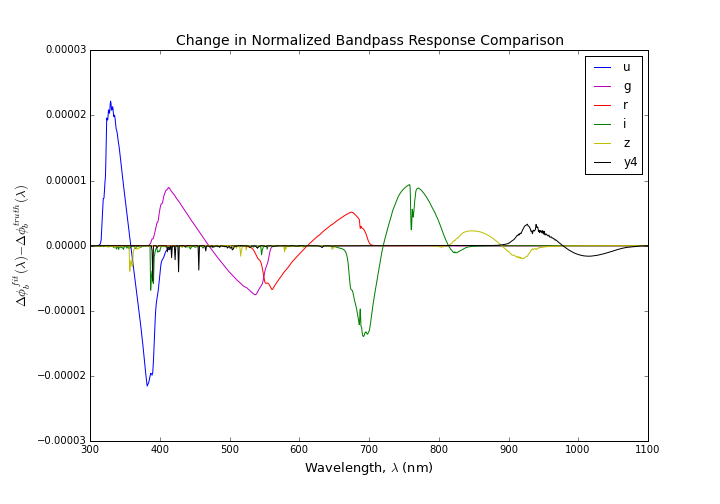 Change in Normalized Bandpass Response Comparison
0.00003
0.00002
0.00001
0.00000
−0.00001
−0.00002
−0.00003
Δϕ_b^{fit}(λ)−Δϕ_b^{truth}(λ)
u
g
r
i
z
y4
300 400 500 600 700 800 900 1000 1100
Wavelength, λ (nm)